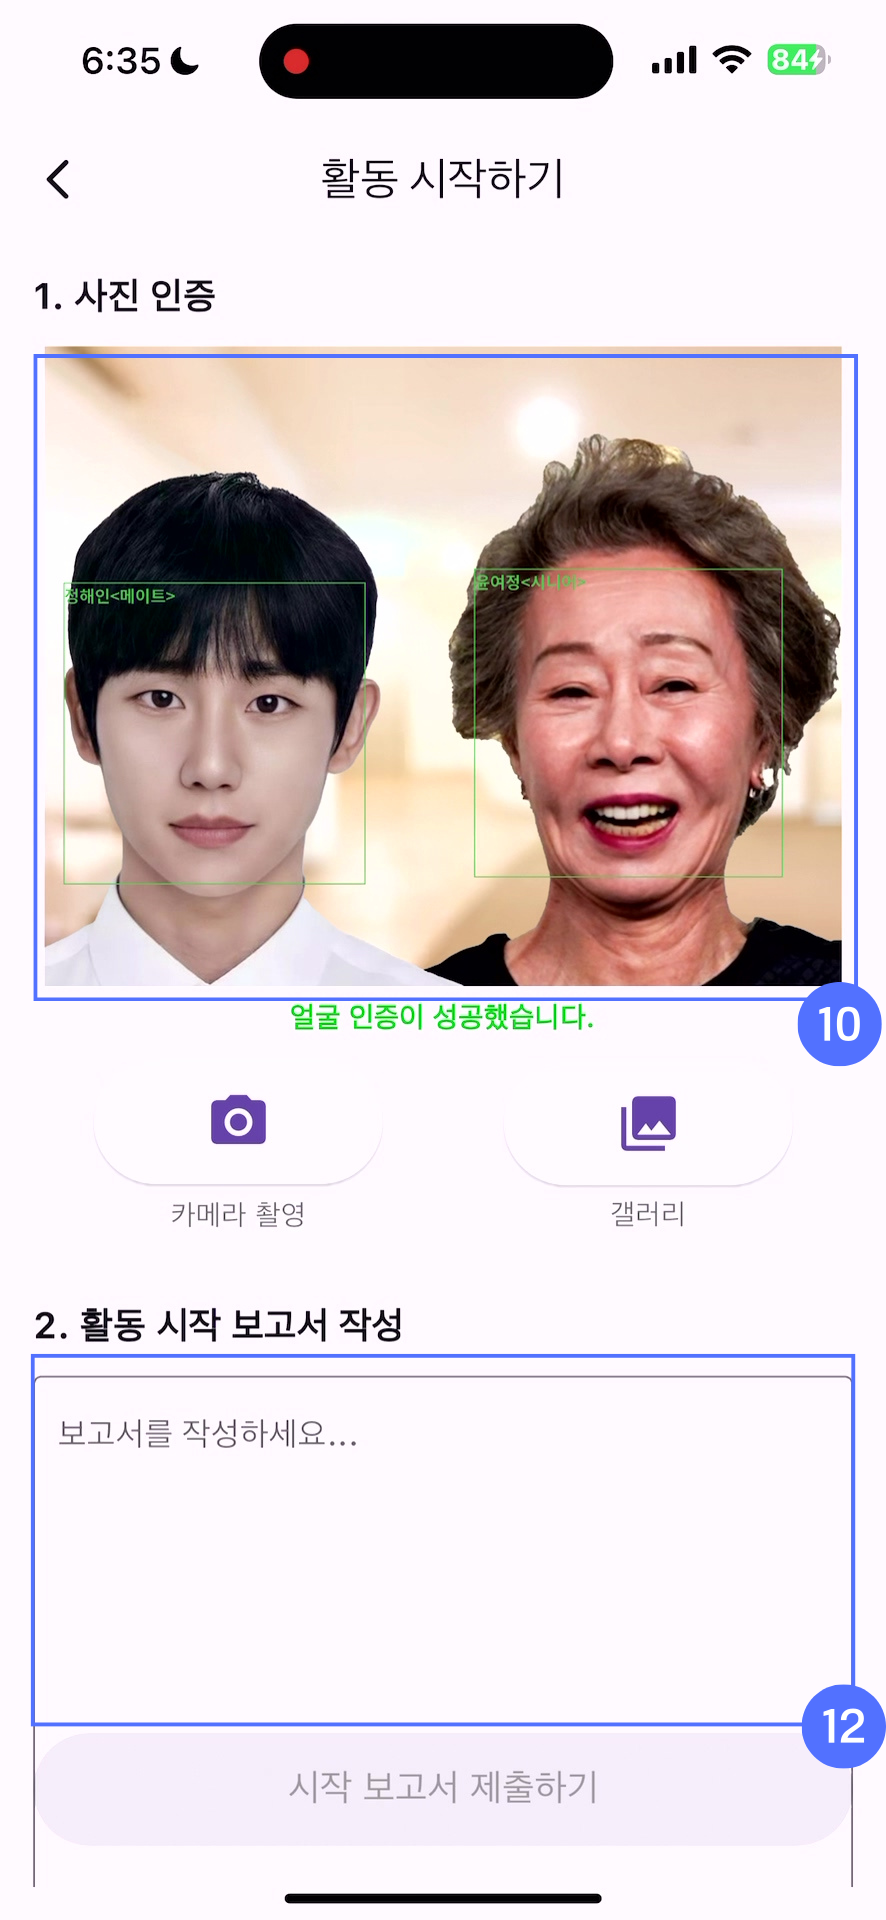 6:35
84
활동 시작하기
1. 사진 인증
정해인<메이트>
윤여정<시니어>
얼굴 인증이 성공했습니다.
10
카메라 촬영
갤러리
2. 활동 시작 보고서 작성
보고서를 작성하세요...
12
시작 보고서 제출하기